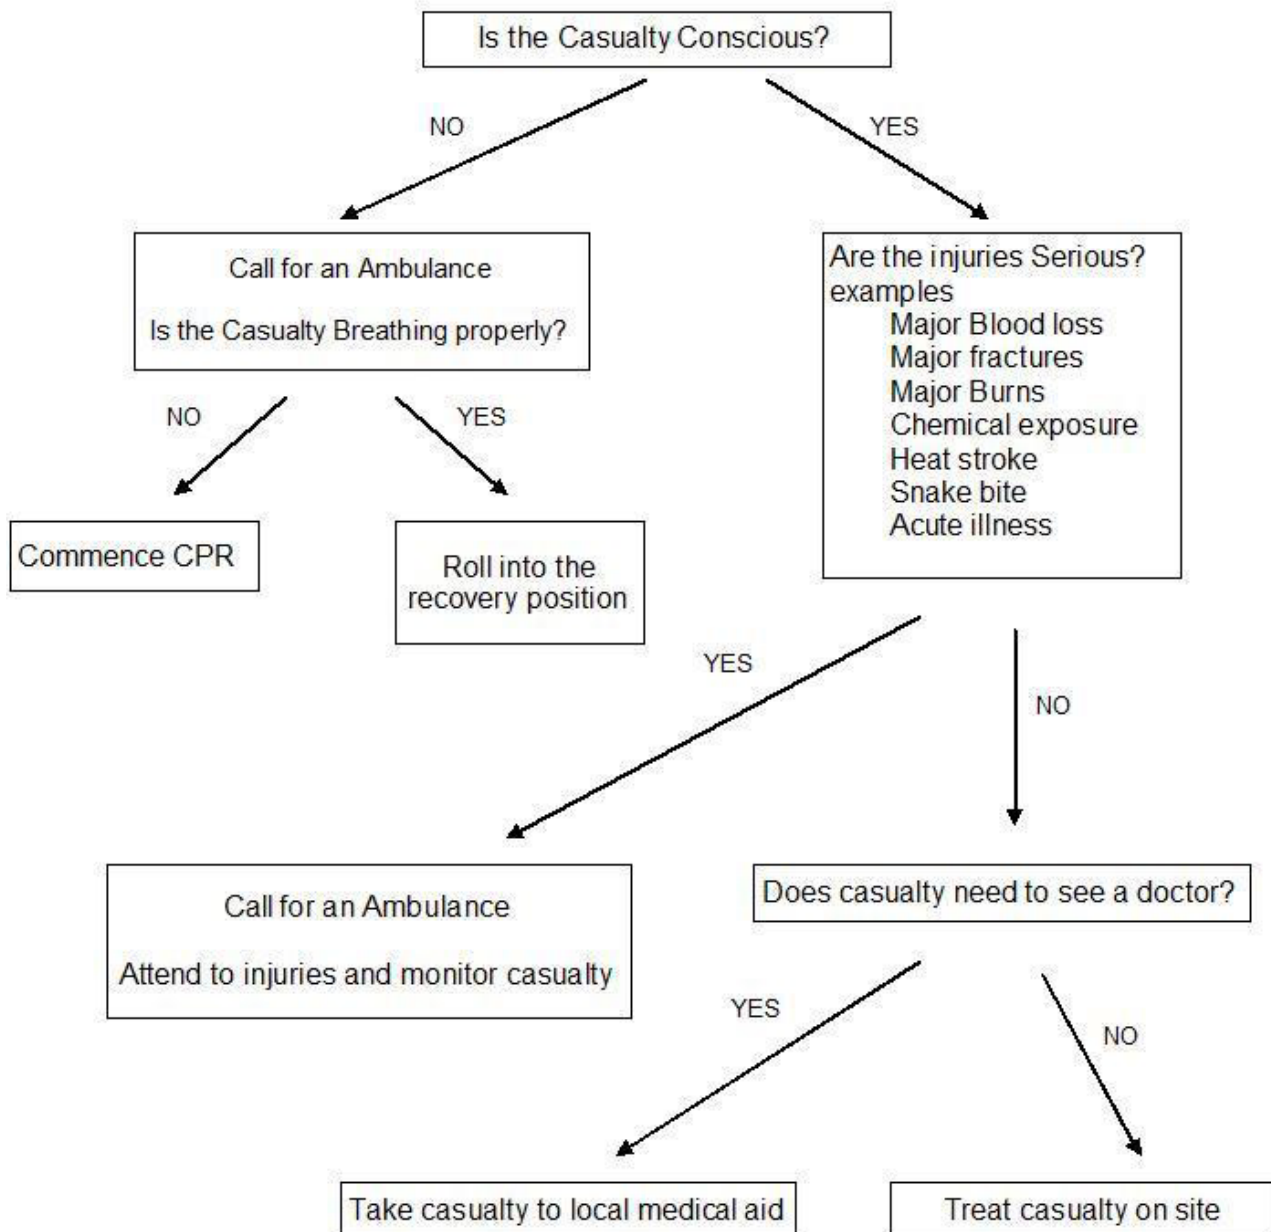 Is the Casualty Conscious?
NO
YES
Call for an Ambulance
Is the Casualty Breathing properly?
Are the injuries Serious?
examples
Major Blood loss
Major fractures
Major Burns
Chemical exposure
Heat stroke
Snake bite
Acute illness
NO
YES
Commence CPR
Roll into the
recovery position
YES
NO
Call for an Ambulance
Attend to injuries and monitor casualty
Does casualty need to see a doctor?
YES
NO
Take casualty to local medical aid
Treat casualty on site